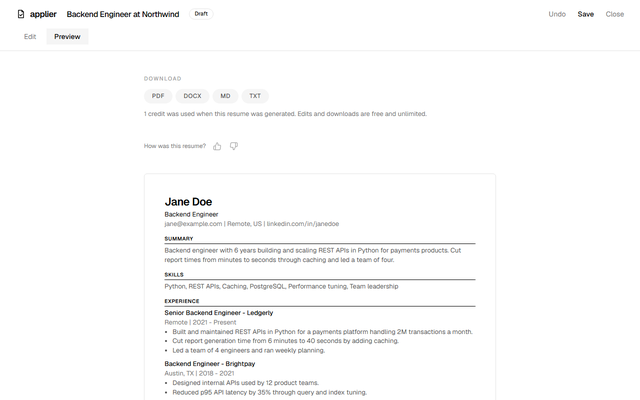 applier Backend Engineer at Northwind Draft Undo Save Close
Edit Preview
DOWNLOAD
PDF DOCX MD TXT
1 credit was used when this resume was generated. Edits and downloads are free and unlimited.
How was this resume?
Jane Doe
Backend Engineer
jane@example.com | Remote, US | linkedin.com/in/janedoe
SUMMARY
Backend engineer with 6 years building and scaling REST APIs in Python for payments products. Cut
report times from minutes to seconds through caching and led a team of four.
SKILLS
Python, REST APIs, Caching, PostgreSQL, Performance tuning, Team leadership
EXPERIENCE
Senior Backend Engineer - Ledgerly
Remote | 2021 - Present
• Built and maintained REST APIs in Python for a payments platform handling 2M transactions a month.
• Cut report generation time from 6 minutes to 40 seconds by adding caching.
• Led a team of 4 engineers and ran weekly planning.
Backend Engineer - Brightpay
Austin, TX | 2018 - 2021
• Designed internal APIs used by 12 product teams.
• Reduced p95 API latency by 35% through query and index tuning.